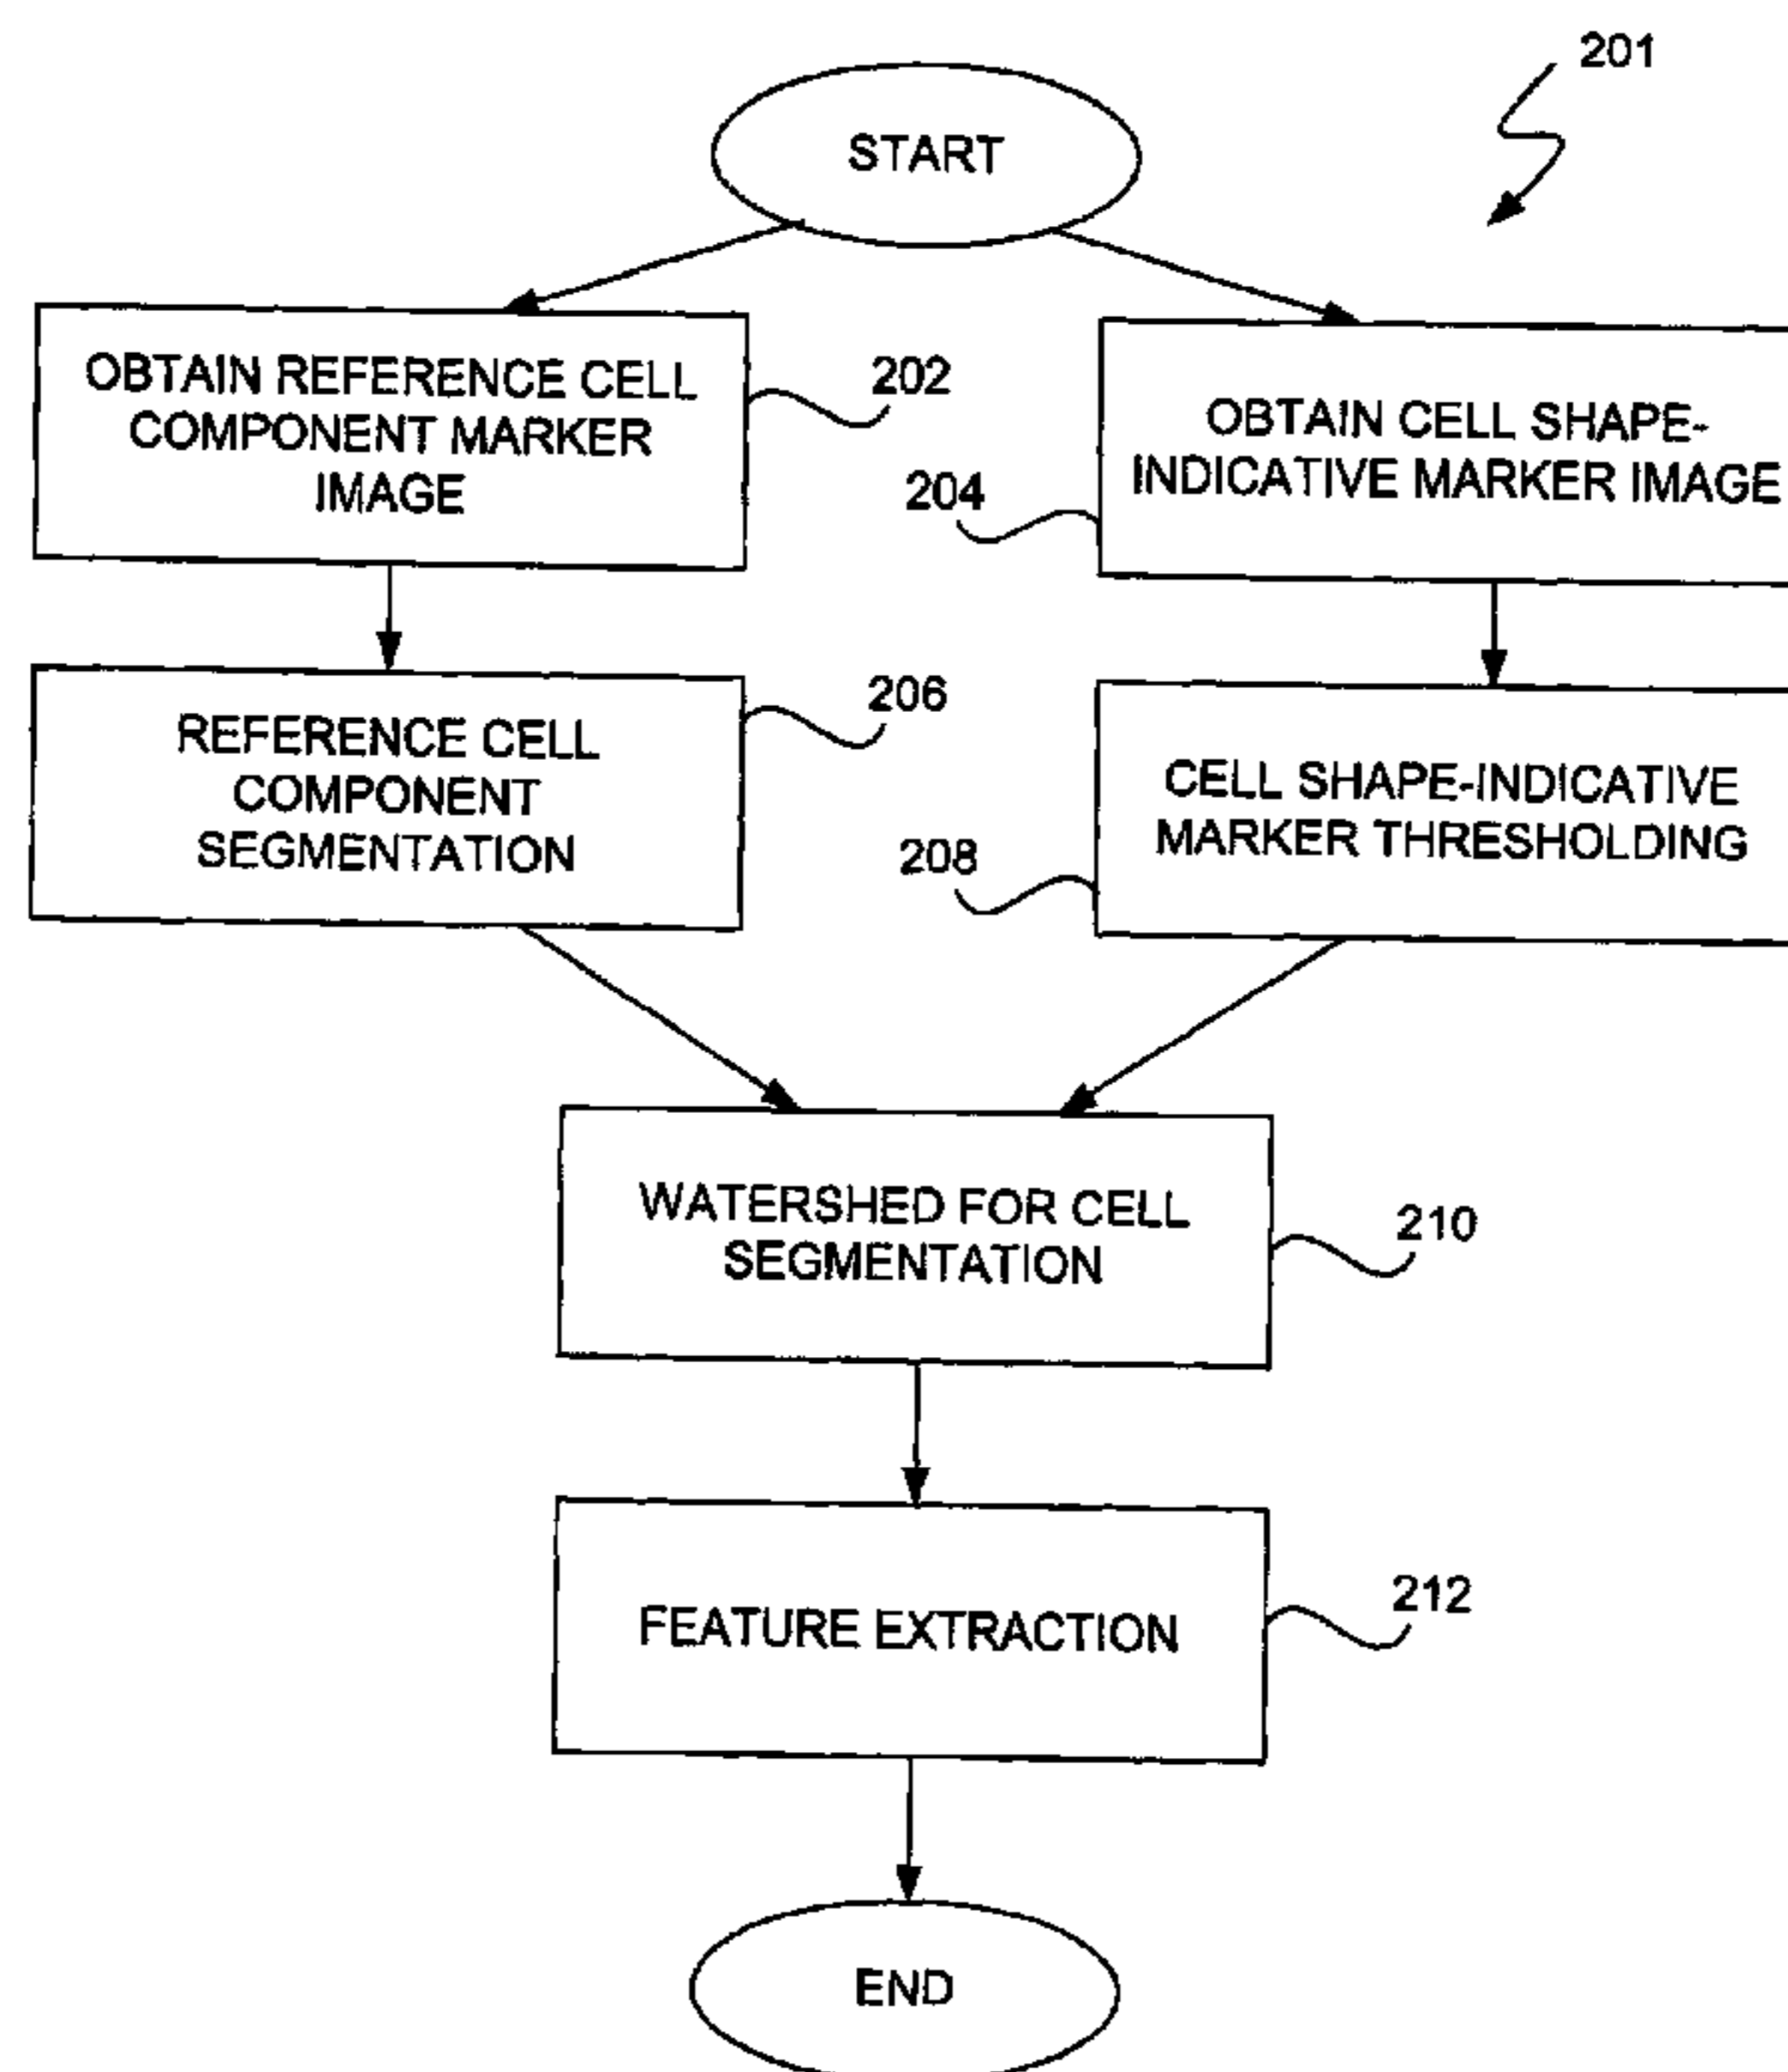 201
START
OBTAIN REFERENCE CELL
COMPONENT MARKER
IMAGE
202
204
OBTAIN CELL SHAPE-
INDICATIVE MARKER IMAGE
REFERENCE CELL
COMPONENT
SEGMENTATION
206
208
CELL SHAPE-INDICATIVE
MARKER THRESHOLDING
WATERSHED FOR CELL
SEGMENTATION
210
FEATURE EXTRACTION
212
END